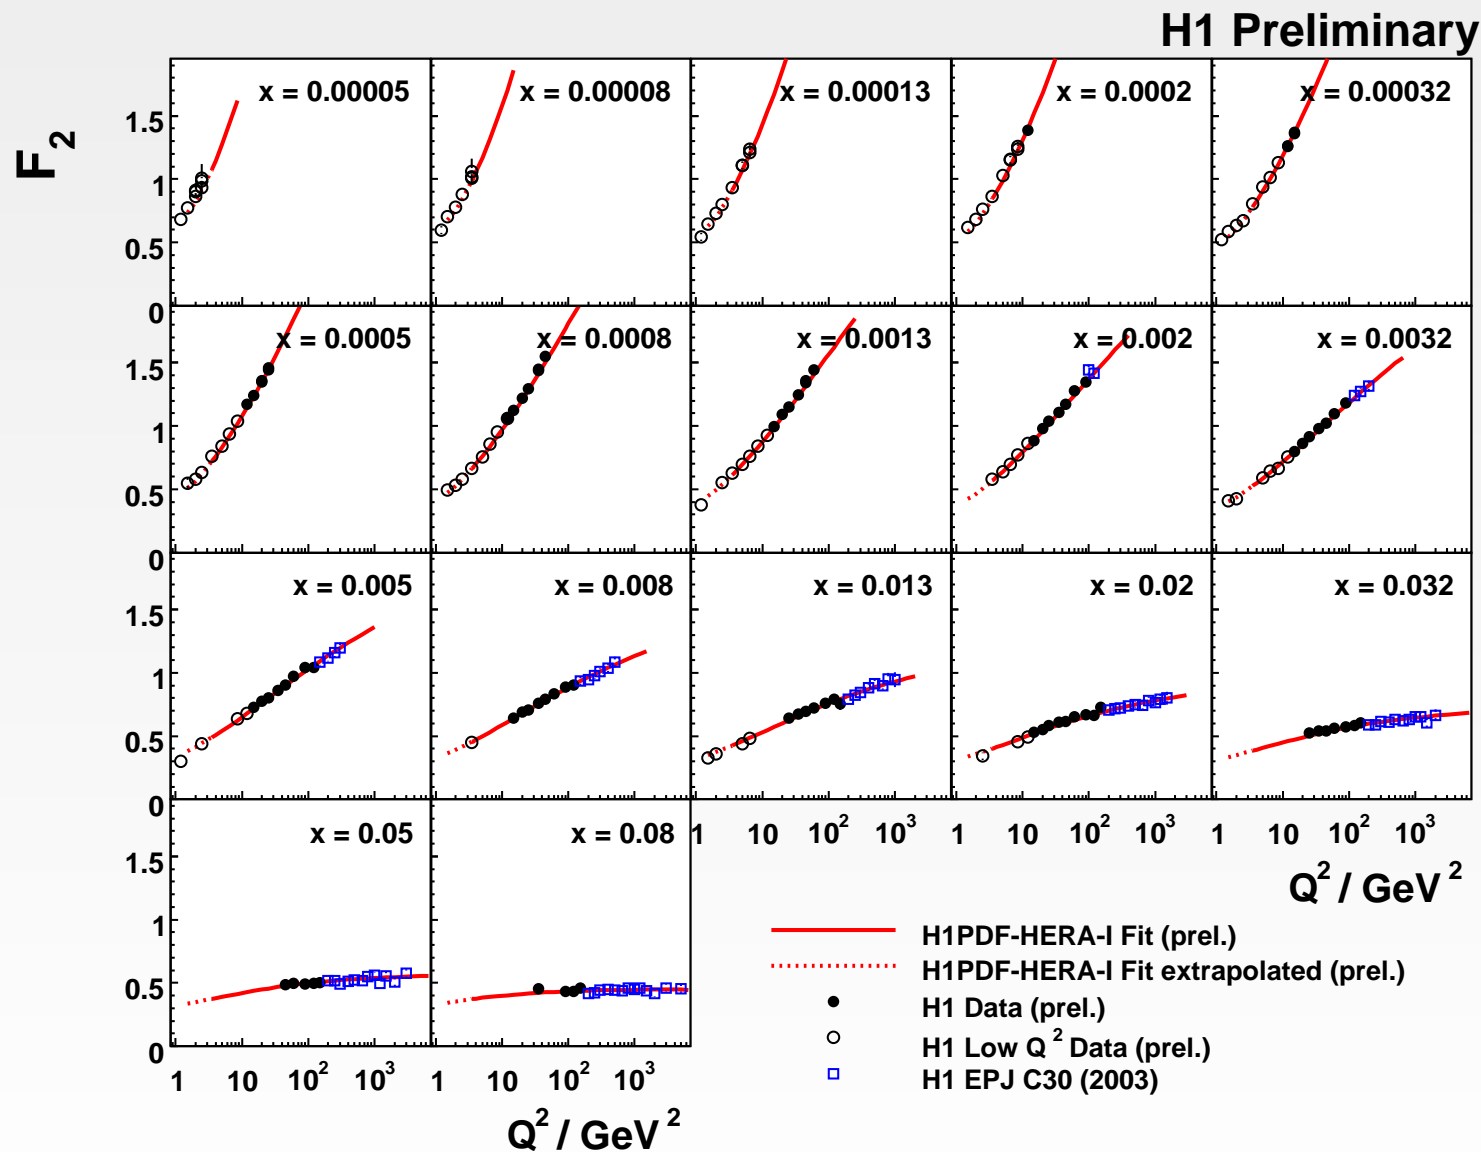 H1 Preliminary
F2
x = 0.00005
x = 0.00008
x = 0.00013
x = 0.0002
x = 0.00032
1.5
1
0.5
0
x = 0.0005
x = 0.0008
x = 0.0013
x = 0.002
x = 0.0032
1.5
1
0.5
0
x = 0.005
x = 0.008
x = 0.013
x = 0.02
x = 0.032
1.5
1
0.5
0
x = 0.05
x = 0.08
1 10 10^2 10^3
1 10 10^2 10^3
1 10 10^2 10^3
Q^2 / GeV^2
1.5
1
0.5
0
1 10 10^2 10^3
1 10 10^2 10^3
Q^2 / GeV^2
H1PDF-HERA-I Fit (prel.)
H1PDF-HERA-I Fit extrapolated (prel.)
H1 Data (prel.)
H1 Low Q^2 Data (prel.)
H1 EPJ C30 (2003)